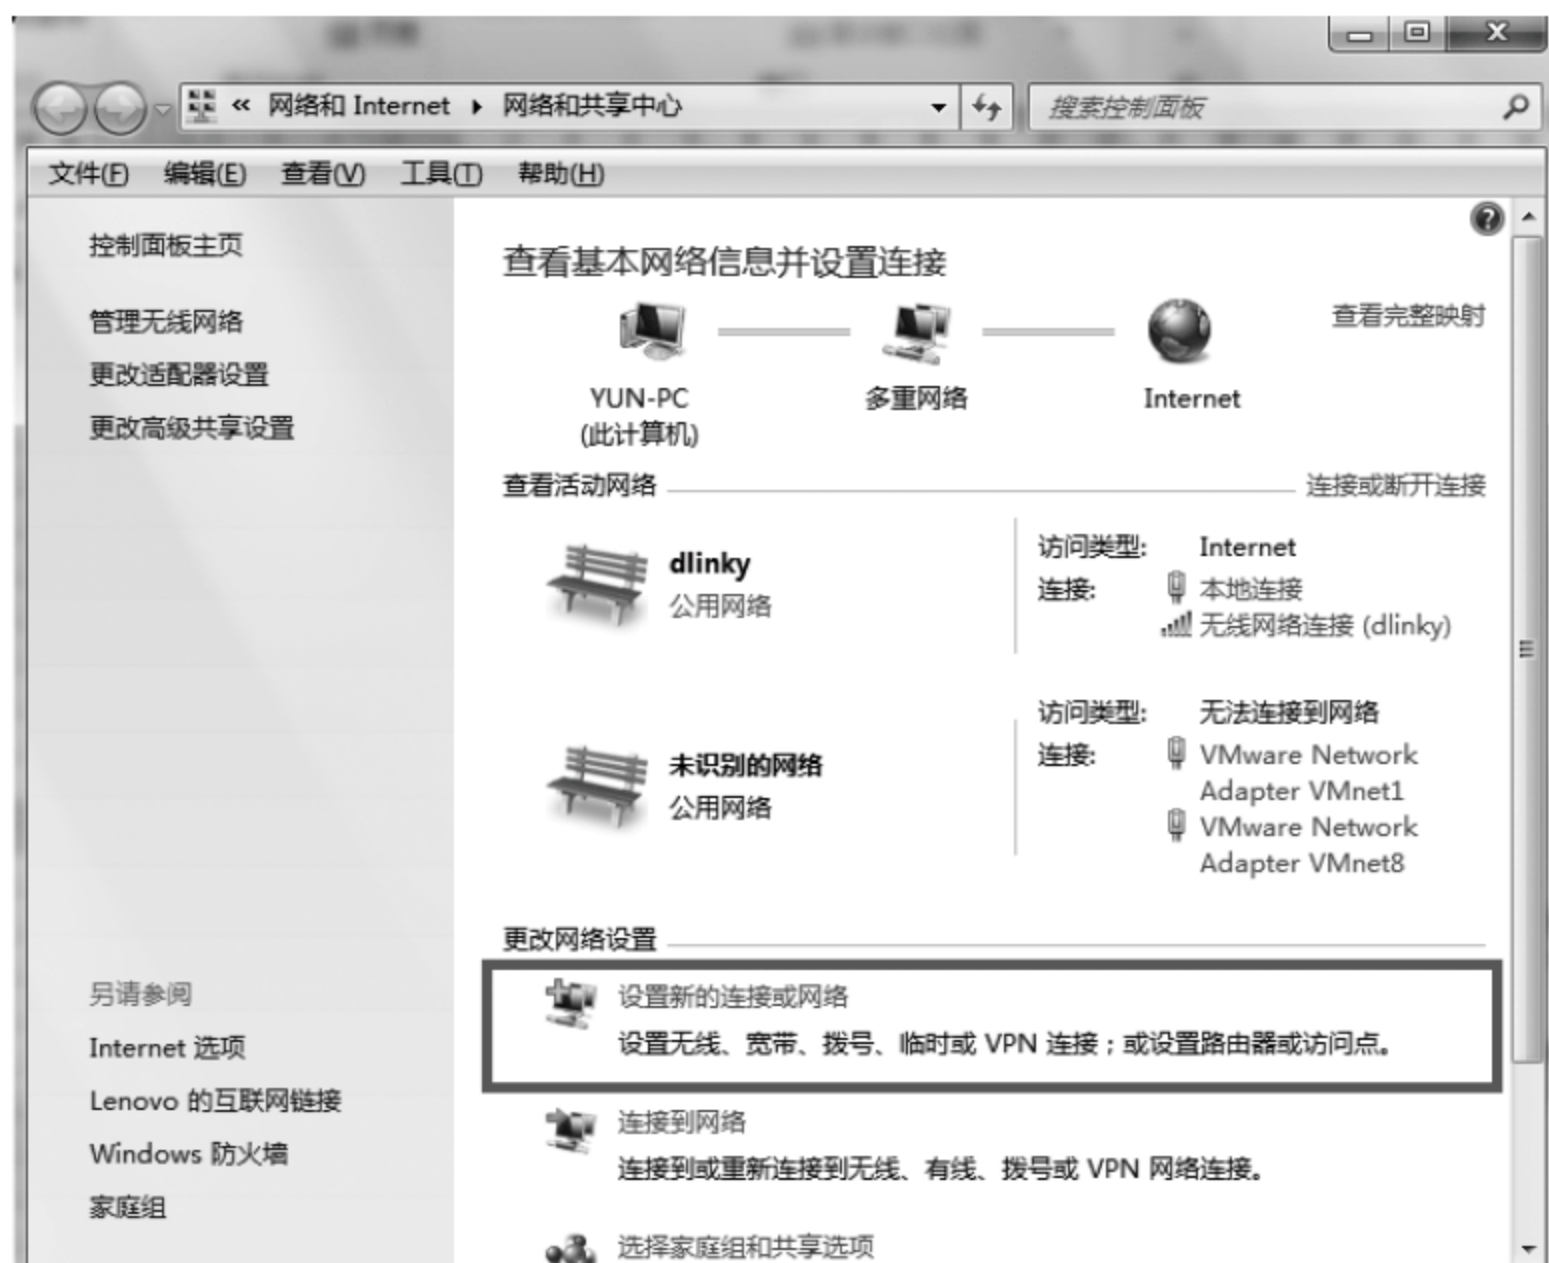 « 网络和 Internet ▸ 网络和共享中心
搜索控制面板
文件(F) 编辑(E) 查看(V) 工具(T) 帮助(H)
控制面板主页
管理无线网络
更改适配器设置
更改高级共享设置
另请参阅
Internet 选项
Lenovo 的互联网链接
Windows 防火墙
家庭组
查看基本网络信息并设置连接
查看完整映射
YUN-PC
(此计算机)
多重网络
Internet
查看活动网络
连接或断开连接
dlinky
公用网络
访问类型: Internet
连接: 本地连接
无线网络连接 (dlinky)
未识别的网络
公用网络
访问类型: 无法连接到网络
连接: VMware Network
Adapter VMnet1
VMware Network
Adapter VMnet8
更改网络设置
设置新的连接或网络
设置无线、宽带、拨号、临时或 VPN 连接；或设置路由器或访问点。
连接到网络
连接到或重新连接到无线、有线、拨号或 VPN 网络连接。
选择家庭组和共享选项